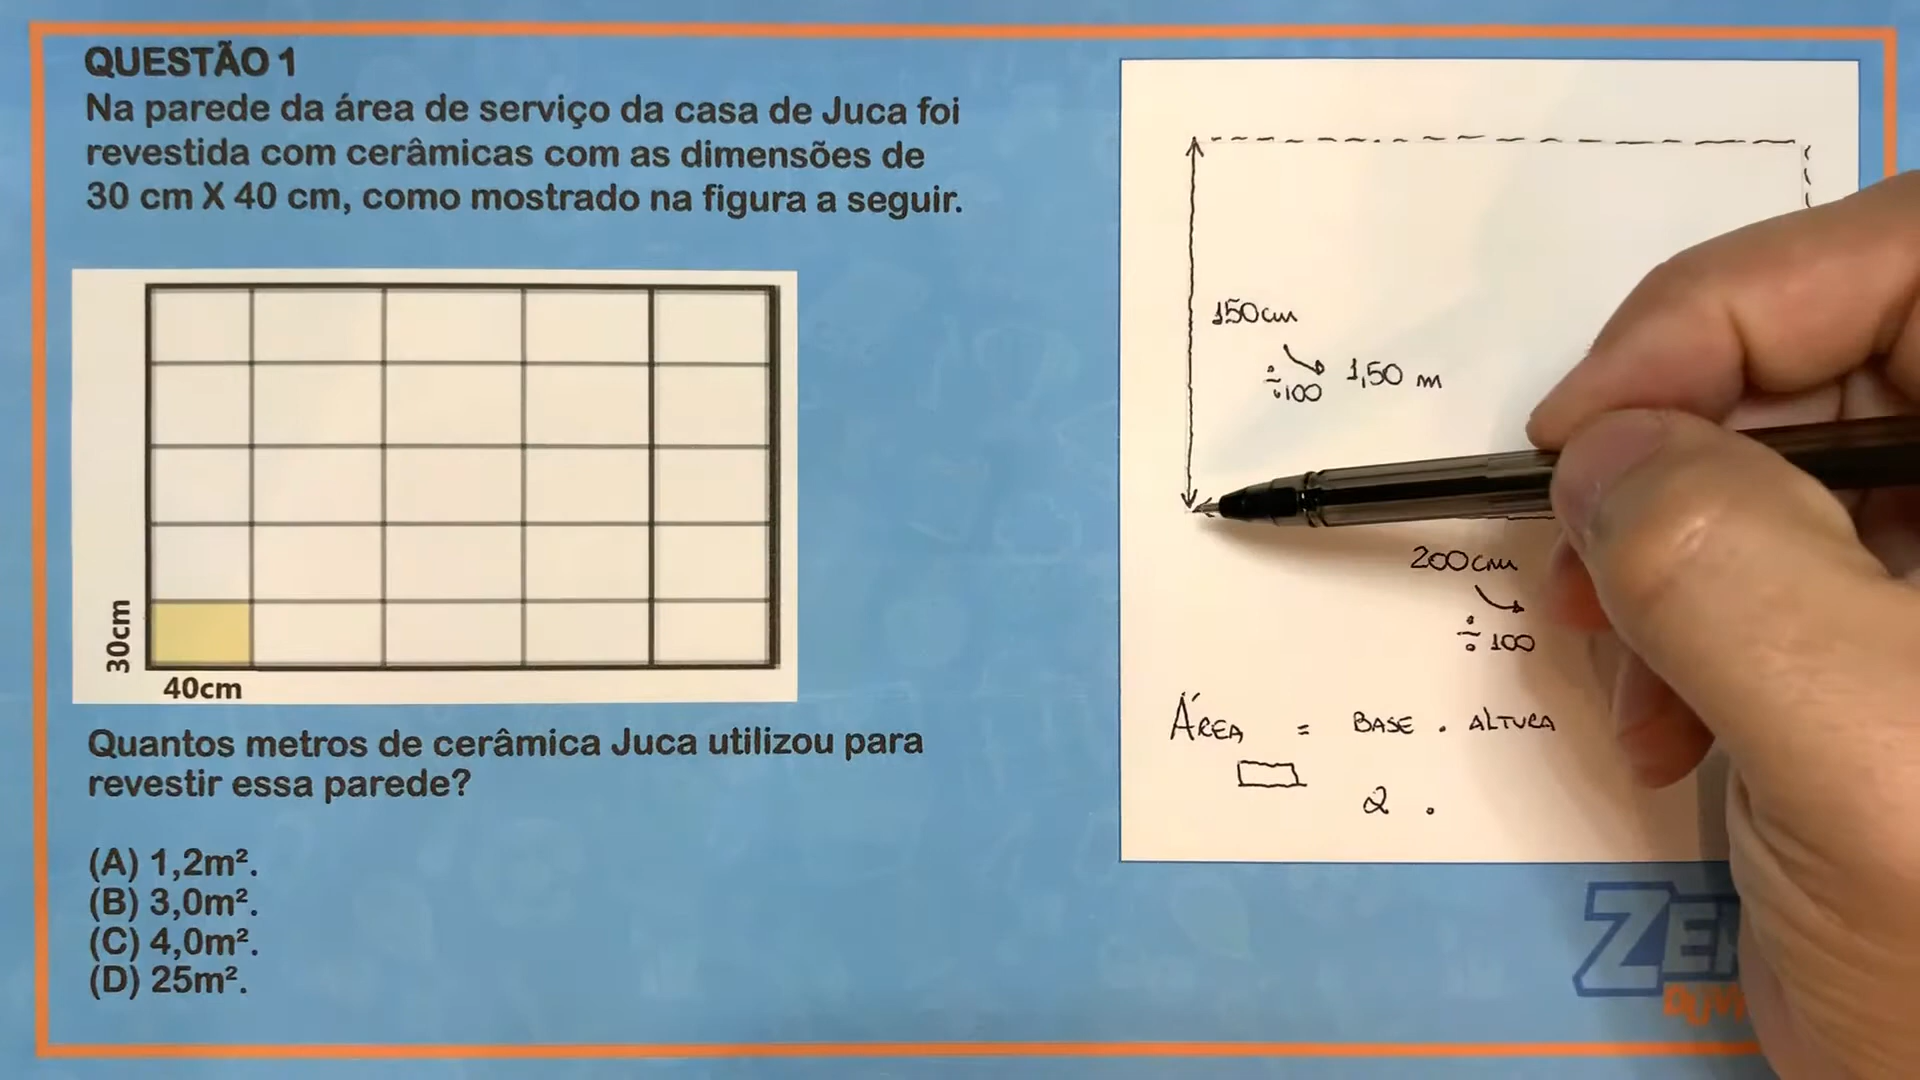 QUESTÃO 1
Na parede da área de serviço da casa de Juca foi
revestida com cerâmicas com as dimensões de
30 cm X 40 cm, como mostrado na figura a seguir.
30cm
40cm
Quantos metros de cerâmica Juca utilizou para
revestir essa parede?
(A) 1,2m².
(B) 3,0m².
(C) 4,0m².
(D) 25m².
150cm
÷100 1,50 m
200cm
÷ 100
ÁREA = BASE . ALTURA
2 .